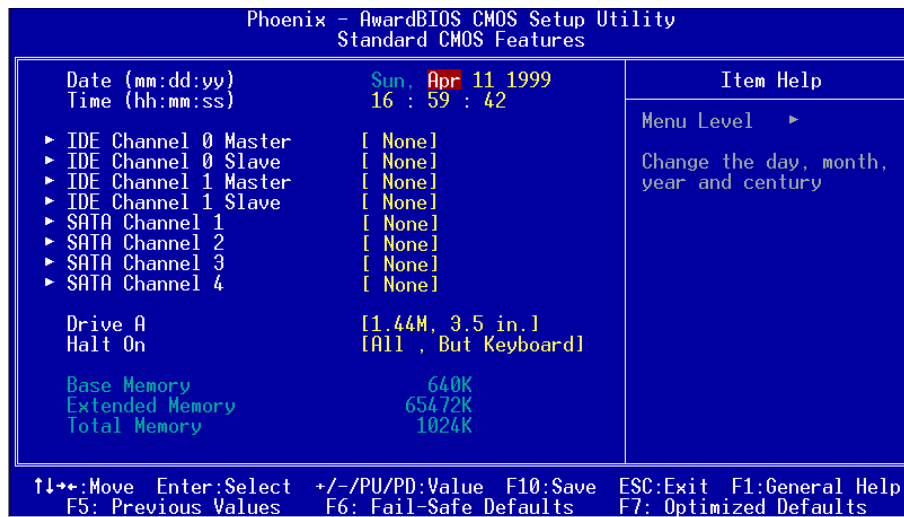 Phoenix - AwardBIOS CMOS Setup Utility
Standard CMOS Features
Date (mm:dd:yy) Sun, Apr 11 1999
Time (hh:mm:ss) 16 : 59 : 42
► IDE Channel 0 Master [ None]
► IDE Channel 0 Slave [ None]
► IDE Channel 1 Master [ None]
► IDE Channel 1 Slave [ None]
► SATA Channel 1 [ None]
► SATA Channel 2 [ None]
► SATA Channel 3 [ None]
► SATA Channel 4 [ None]
Drive A [1.44M, 3.5 in.]
Halt On [All , But Keyboard]
Base Memory 640K
Extended Memory 65472K
Total Memory 1024K
Item Help
Menu Level ►
Change the day, month,
year and century
↑↓→←:Move Enter:Select +/-/PU/PD:Value F10:Save ESC:Exit F1:General Help
F5: Previous Values F6: Fail-Safe Defaults F7: Optimized Defaults